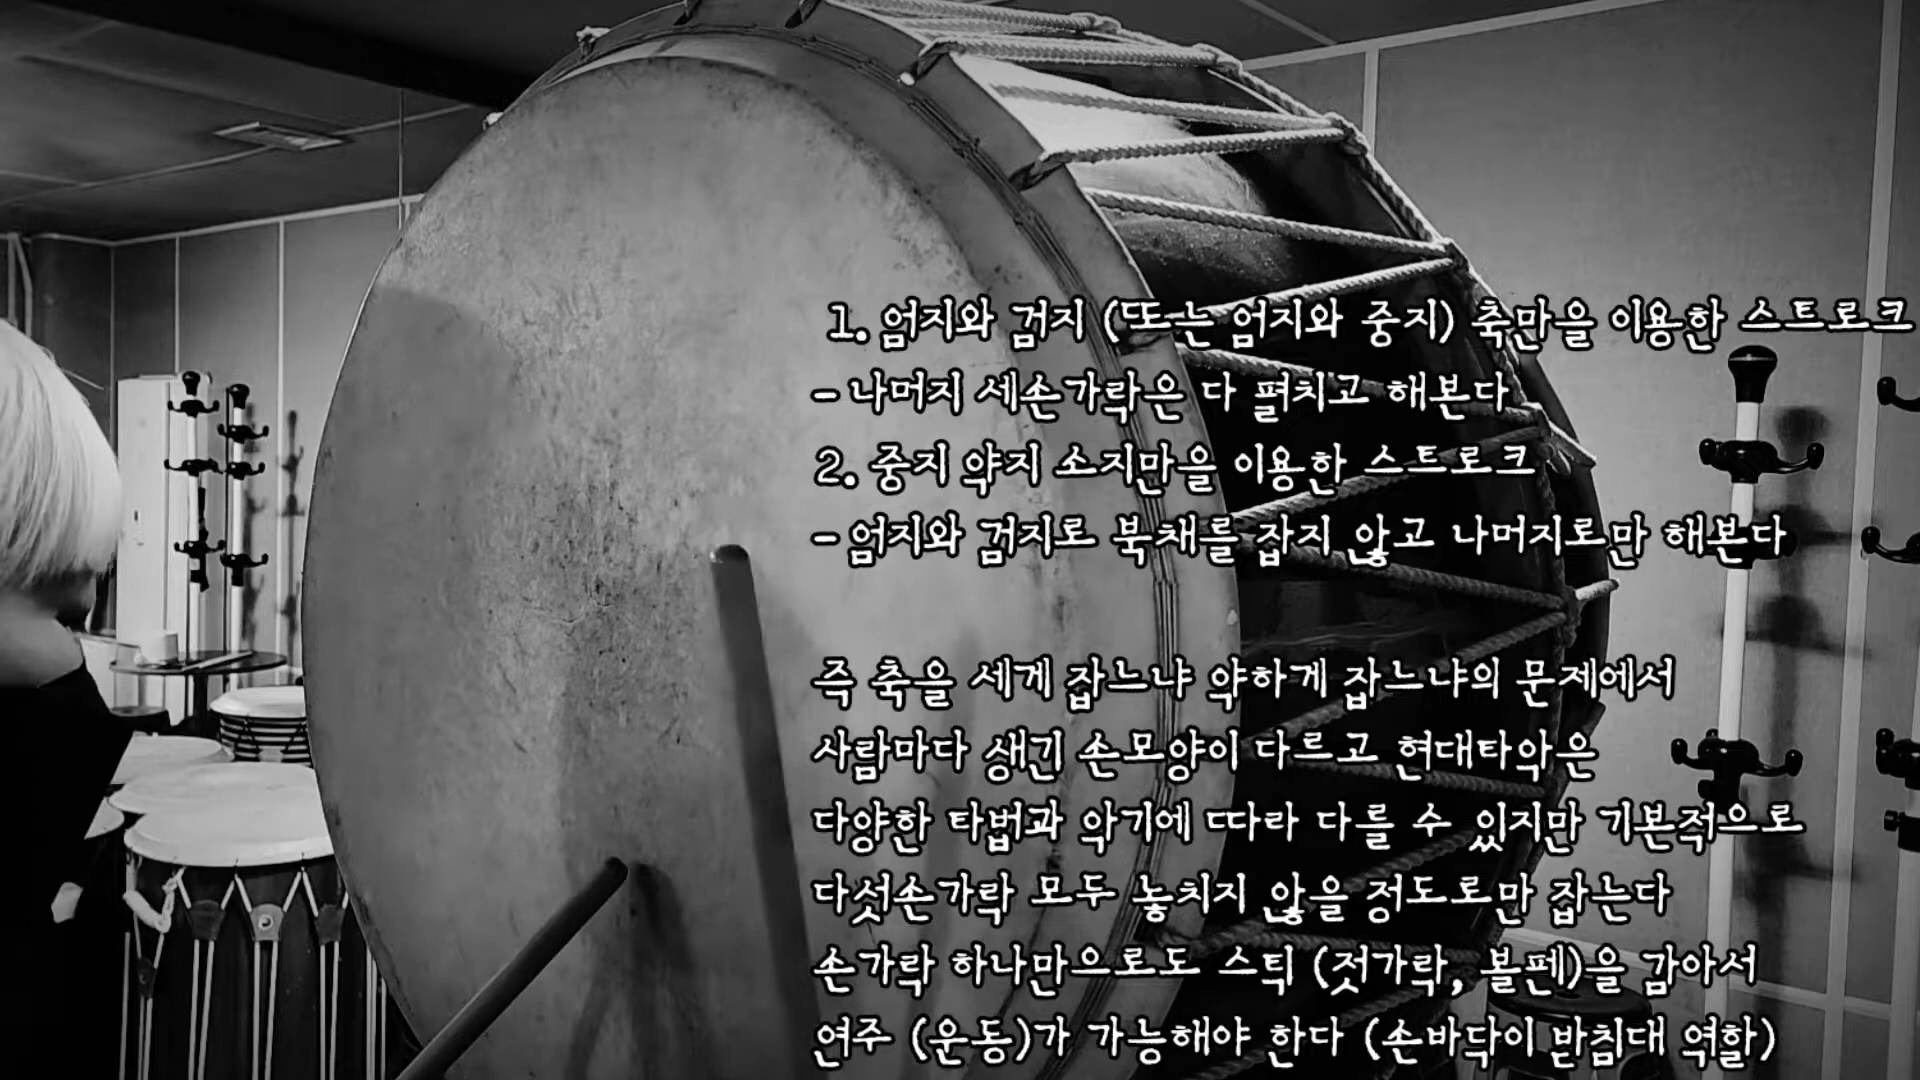 1. 엄지와 검지 (또는 엄지와 중지) 축만을 이용한 스트로크
- 나머지 세손가락은 다 펼치고 해본다
2. 중지 약지 소지만을 이용한 스트로크
- 엄지와 검지로 북채를 잡지 않고 나머지로만 해본다
즉 축을 세게 잡느냐 약하게 잡느냐의 문제에서
사람마다 생긴 손모양이 다르고 현대타악은
다양한 타법과 악기에 따라 다를 수 있지만 기본적으로
다섯손가락 모두 놓치지 않을 정도로만 잡는다
손가락 하나만으로도 스틱 (젓가락, 볼펜)을 감아서
연주 (운동)가 가능해야 한다 (손바닥이 받침대 역할)